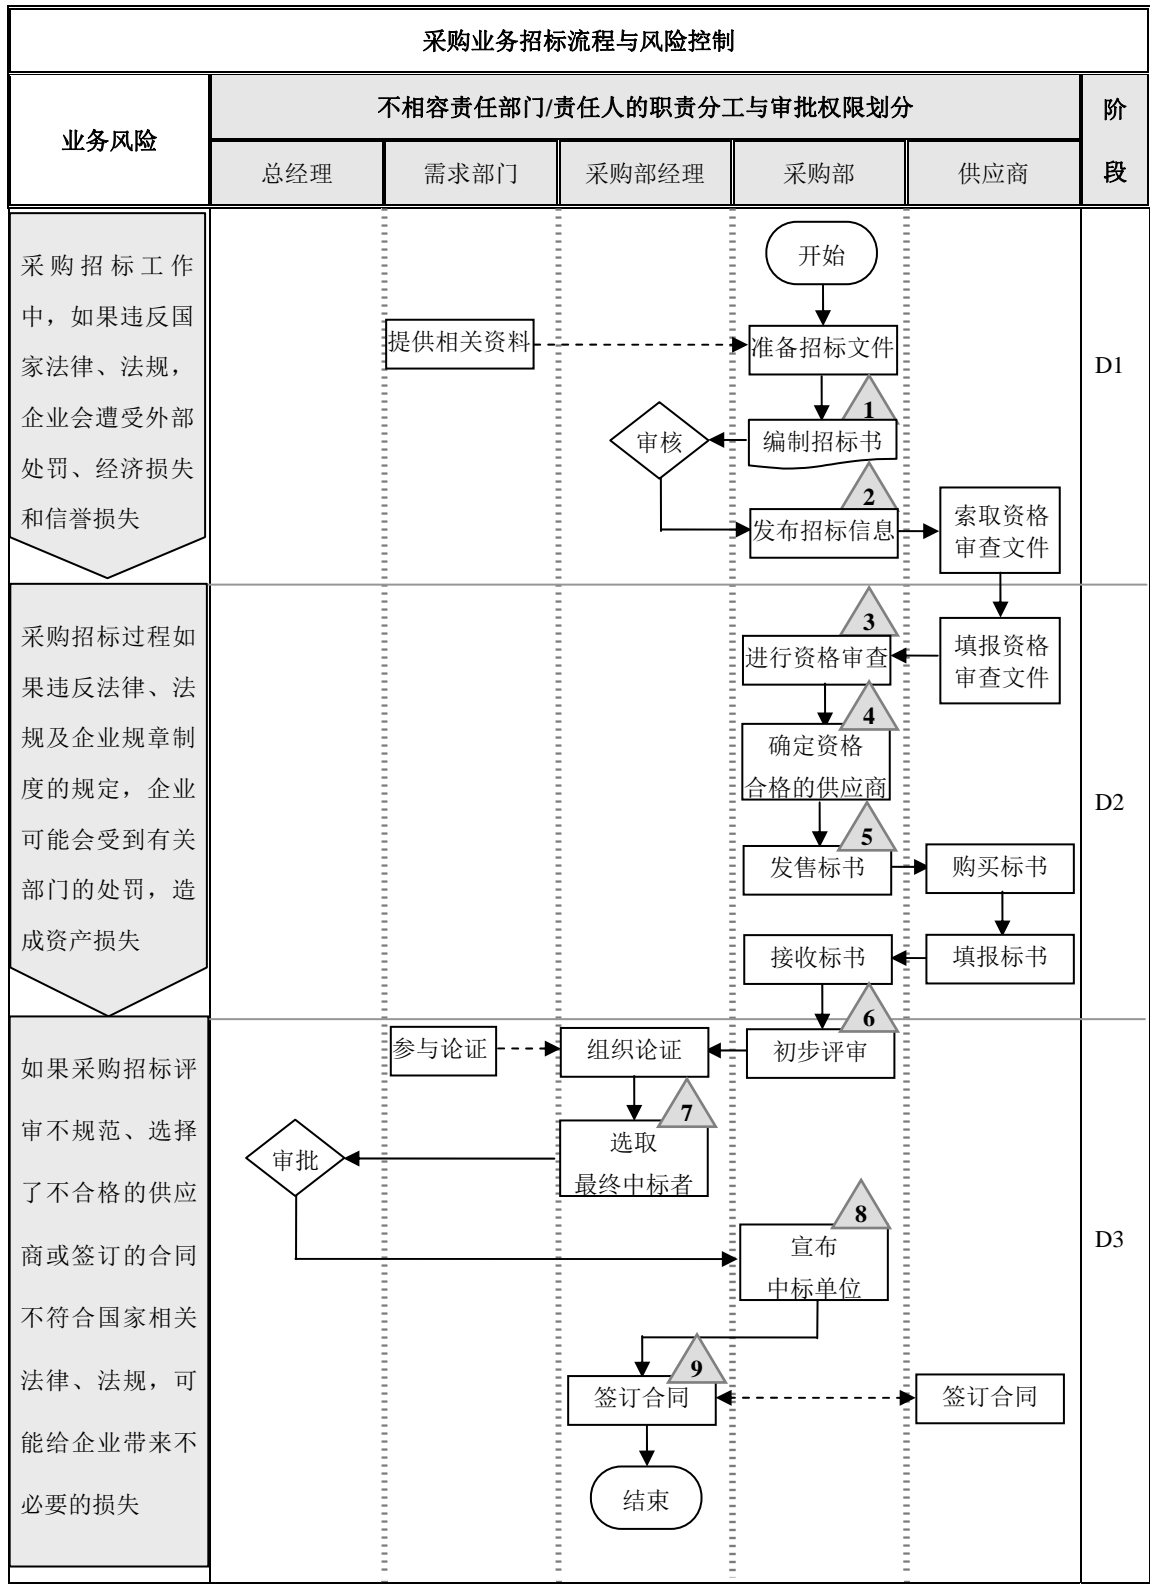 采购业务招标流程与风险控制
业务风险
不相容责任部门/责任人的职责分工与审批权限划分
阶
段
总经理
需求部门
采购部经理
采购部
供应商
采购招标工作
中，如果违反国
家法律、法规，
企业会遭受外部
处罚、经济损失
和信誉损失
开始
提供相关资料
准备招标文件
D1
1
审核
编制招标书
2
发布招标信息
索取资格
审查文件
采购招标过程如
果违反法律、法
规及企业规章制
度的规定，企业
可能会受到有关
部门的处罚，造
成资产损失
3
进行资格审查
填报资格
审查文件
4
确定资格
合格的供应商
D2
5
发售标书
购买标书
接收标书
填报标书
如果采购招标评
审不规范、选择
了不合格的供应
商或签订的合同
不符合国家相关
法律、法规，可
能给企业带来不
必要的损失
6
参与论证
组织论证
初步评审
7
审批
选取
最终中标者
8
宣布
中标单位
D3
9
签订合同
签订合同
结束